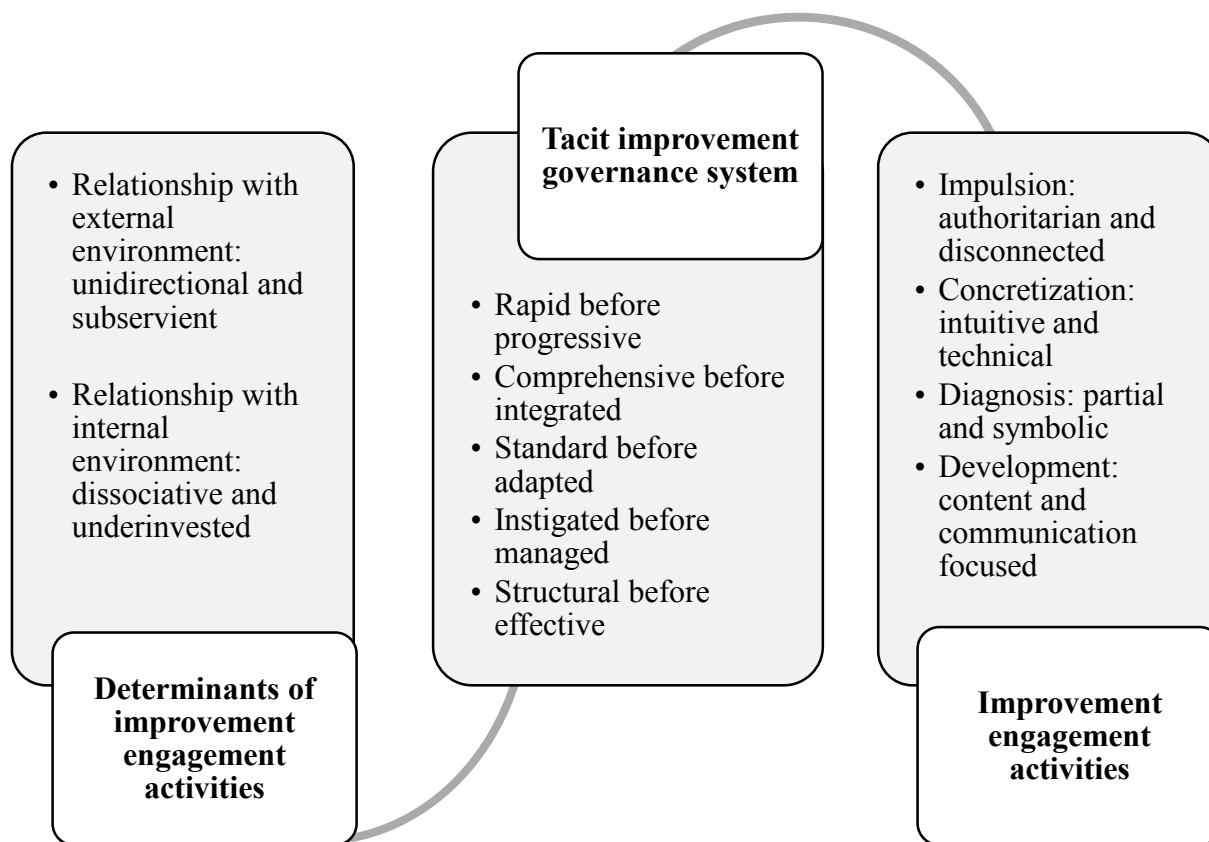 • Relationship with
external
environment:
unidirectional and
subservient
• Relationship with
internal
environment:
dissociative and
underinvested
Determinants of
improvement
engagement
activities
Tacit improvement
governance system
• Rapid before
progressive
• Comprehensive before
integrated
• Standard before
adapted
• Instigated before
managed
• Structural before
effective
• Impulsion:
authoritarian and
disconnected
• Concretization:
intuitive and
technical
• Diagnosis: partial
and symbolic
• Development:
content and
communication
focused
Improvement
engagement
activities